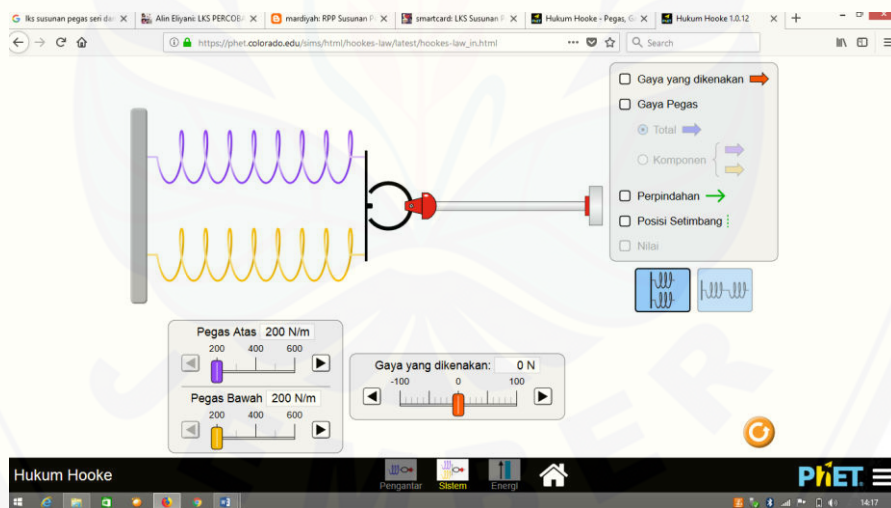 lks susunan pegas seri da
Alin Eliyani: LKS PERCOBA
mardiyah: RPP Susunan P
smartcard: LKS Susunan P
Hukum Hooke - Pegas, G
Hukum Hooke 1.0.12
https://phet.colorado.edu/sims/html/hookes-law/latest/hookes-law_in.html
Search
Gaya yang dikenakan
Gaya Pegas
Total
Komponen
Perpindahan
Posisi Setimbang
Nilai
Pegas Atas 200 N/m
200 400 600
Pegas Bawah 200 N/m
200 400 600
Gaya yang dikenakan: 0 N
-100 0 100
Hukum Hooke
Pengantar Sistem Energi
PhET
14:17